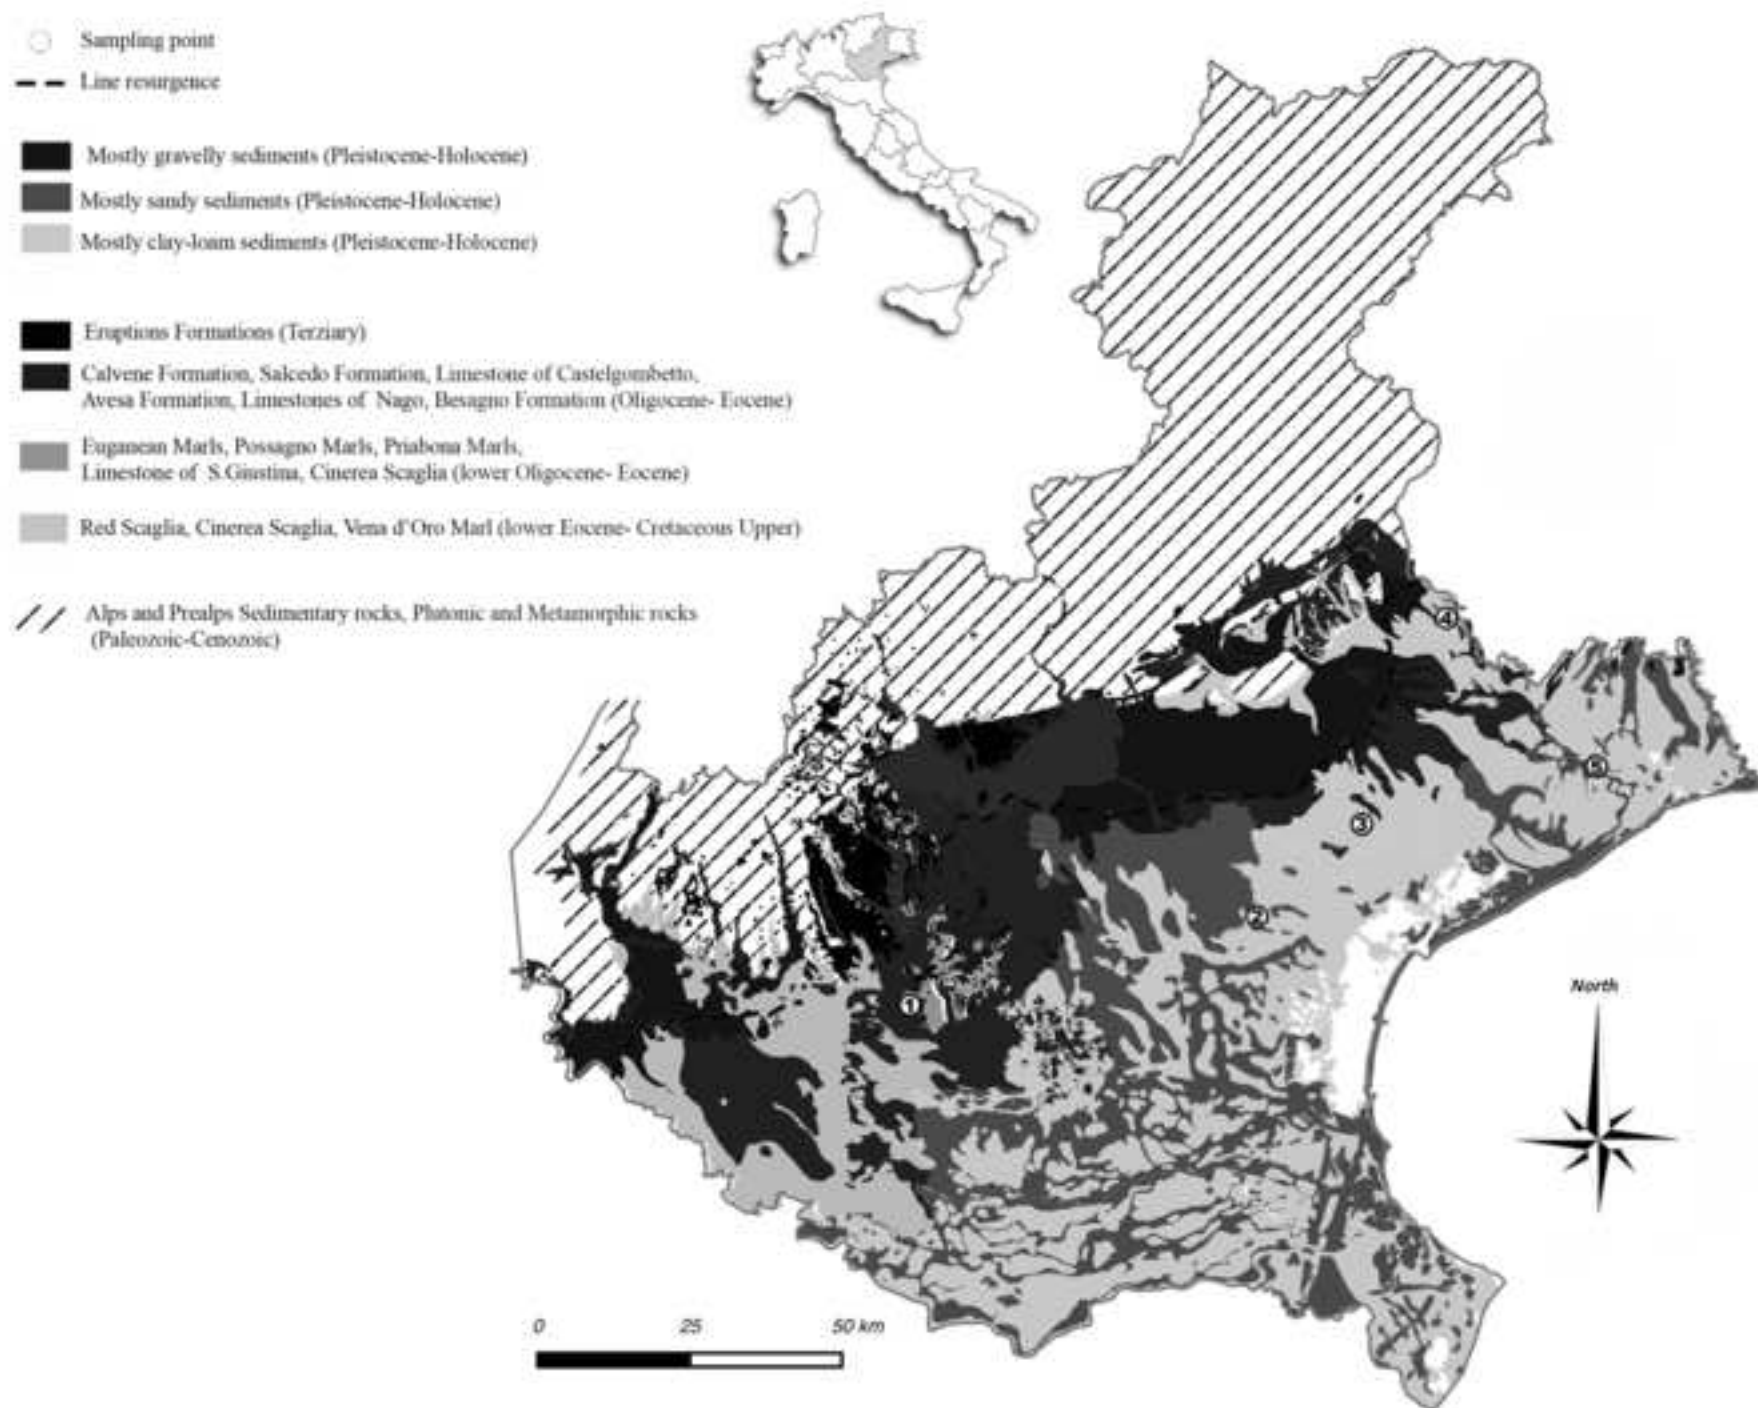 Sampling point
Line resurgence
Mostly gravelly sediments (Pleistocene-Holocene)
Mostly sandy sediments (Pleistocene-Holocene)
Mostly clay-loam sediments (Pleistocene-Holocene)
Eruptions Formations (Terziary)
Calvene Formation, Salcedo Formation, Limestone of Castelgombetto,
Avesa Formation, Limestones of Nago, Besagno Formation (Oligocene- Eocene)
Euganean Marls, Possagno Marls, Priabona Marls,
Limestone of S.Giustina, Cinerea Scaglia (lower Oligocene- Eocene)
Red Scaglia, Cinerea Scaglia, Vena d'Oro Marl (lower Eocene- Cretaceous Upper)
Alps and Prealps Sedimentary rocks, Plutonic and Metamorphic rocks
(Paleozoic-Cenozoic)
4
5
3
2
1
North
0 25 50 km